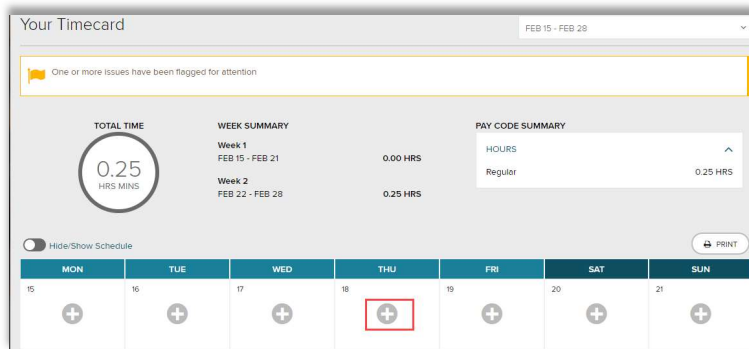 Your Timecard
FEB 15 - FEB 28
One or more issues have been flagged for attention
TOTAL TIME
0.25
HRS MINS
WEEK SUMMARY
Week 1
FEB 15 - FEB 21 0.00 HRS
Week 2
FEB 22 - FEB 28 0.25 HRS
PAY CODE SUMMARY
HOURS
Regular 0.25 HRS
Hide/Show Schedule
PRINT
MON TUE WED THU FRI SAT SUN
15 16 17 18 19 20 21